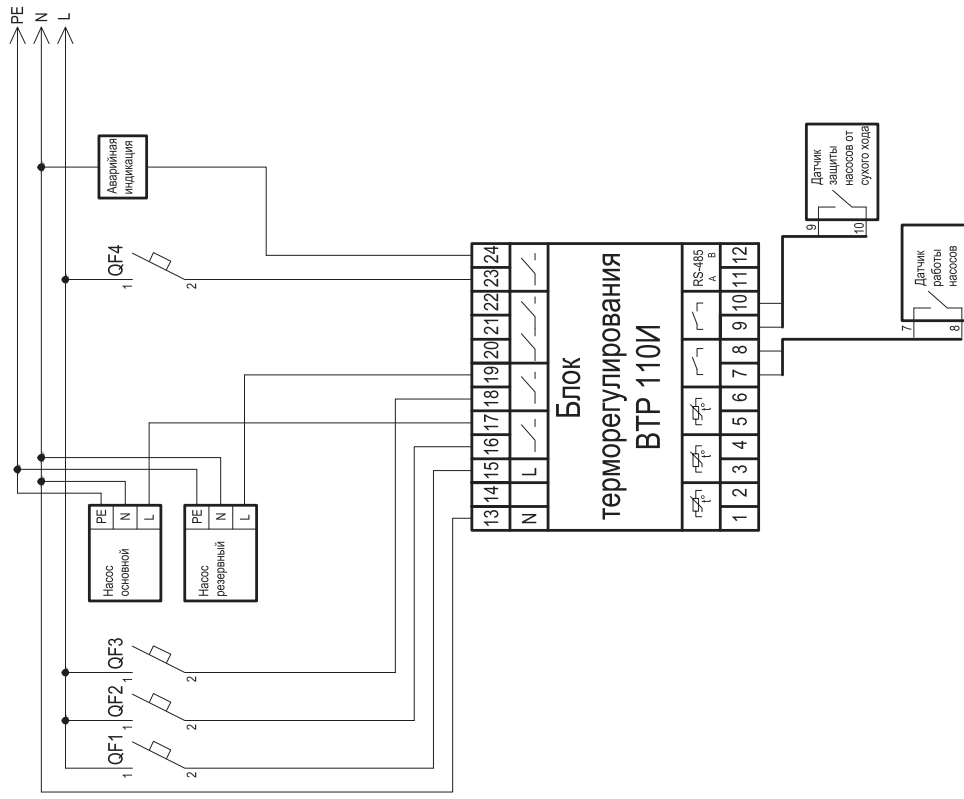 PE
N
L
Аварийная
индикация
QF4
1
2
PE
N
L
Насос
основной
PE
N
L
Насос
резервный
QF3
1
2
QF2
1
2
QF1
1
2
13 14 15 16 17 18 19 20 21 22 23 24
N L
Блок
терморегулирования
ВТР 110И
t° t° t° RS-485
A B
1 2 3 4 5 6 7 8 9 10 11 12
Датчик
защиты
насосов от
сухого хода
9
10
Датчик
работы
насосов
7
8